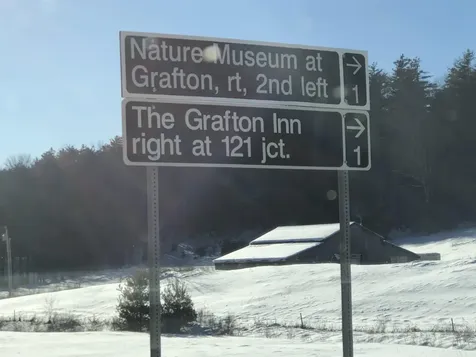 Nature Museum at
Grafton, rt, 2nd left
→
1
The Grafton Inn
right at 121 jct.
→
1